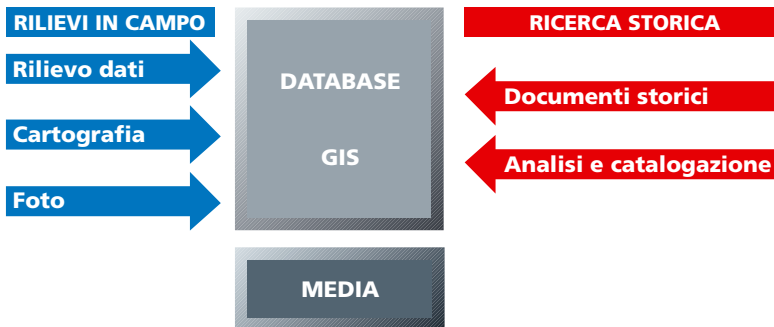 RILIEVI IN CAMPO
Rilievo dati
Cartografia
Foto
DATABASE
GIS
MEDIA
RICERCA STORICA
Documenti storici
Analisi e catalogazione